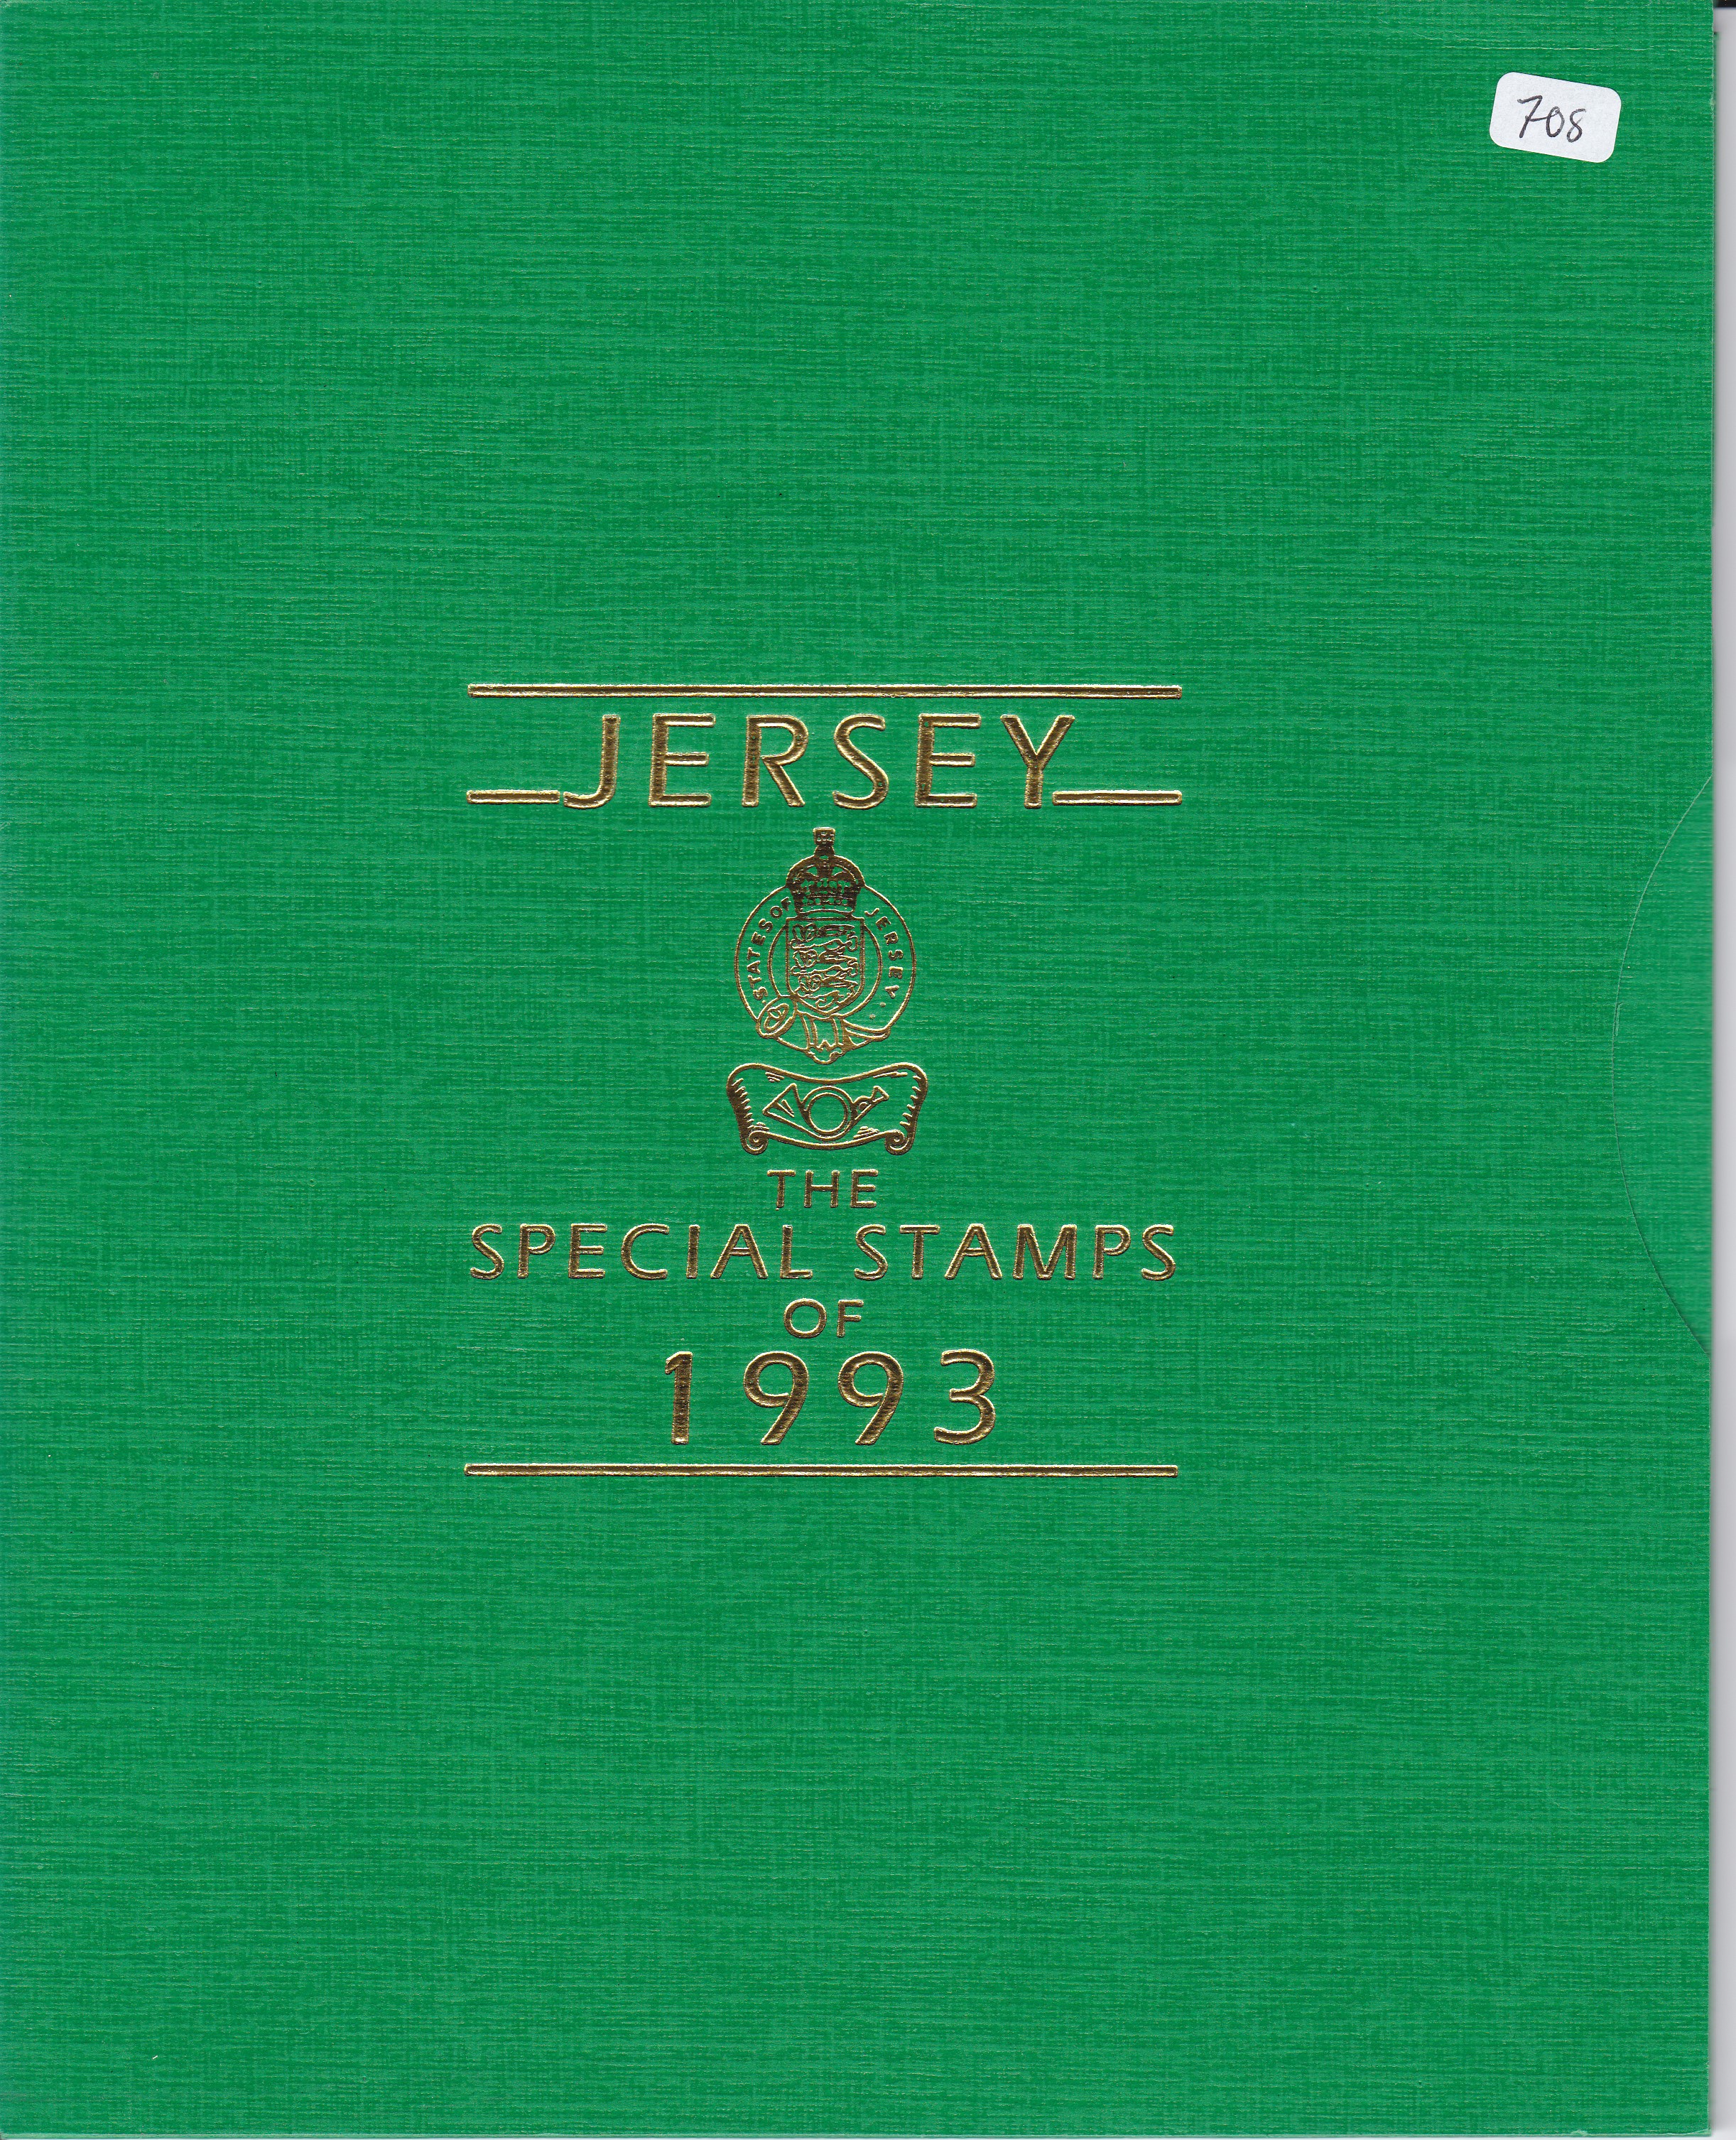 708
JERSEY
STATES OF JERSEY
THE
SPECIAL STAMPS
OF
1993